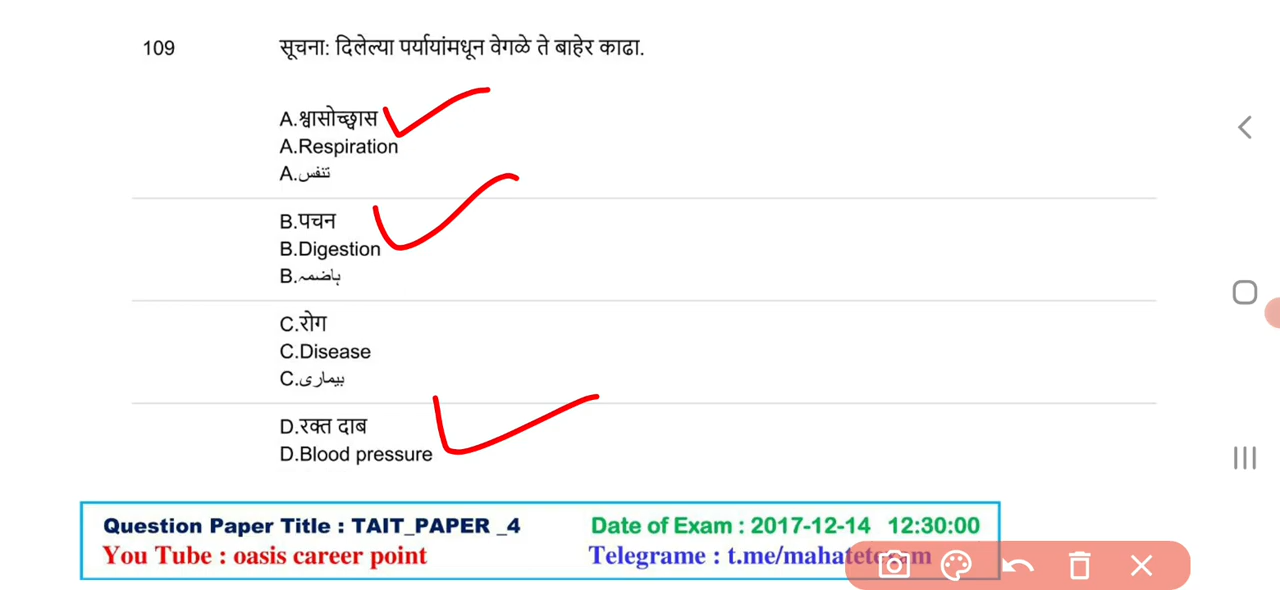 109 सूचना: दिलेल्या पर्यायांमधून वेगळे ते बाहेर काढा.
A.श्वासोच्छ्वास
A.Respiration
A.تنفس
B.पचन
B.Digestion
B.ہاضمہ
C.रोग
C.Disease
C.بیماری
D.रक्त दाब
D.Blood pressure
Question Paper Title : TAIT_PAPER _4 Date of Exam : 2017-12-14 12:30:00
You Tube : oasis career point Telegrame : t.me/mahatetexam